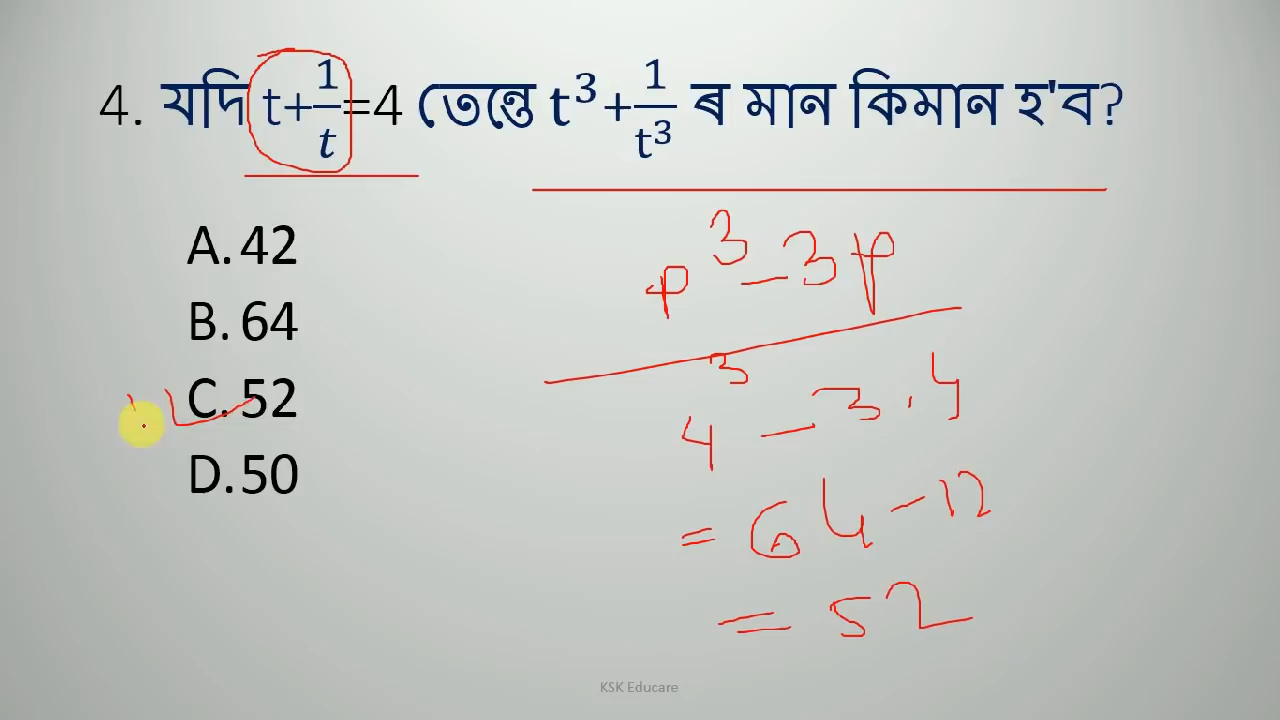 4. যদি t+1/t=4 তেন্তে t³+1/t³ ৰ মান কিমান হ'ব?
A. 42
B. 64
C. 52
D. 50
p³-3p
4³-3.4
=64-12
=52
KSK Educare